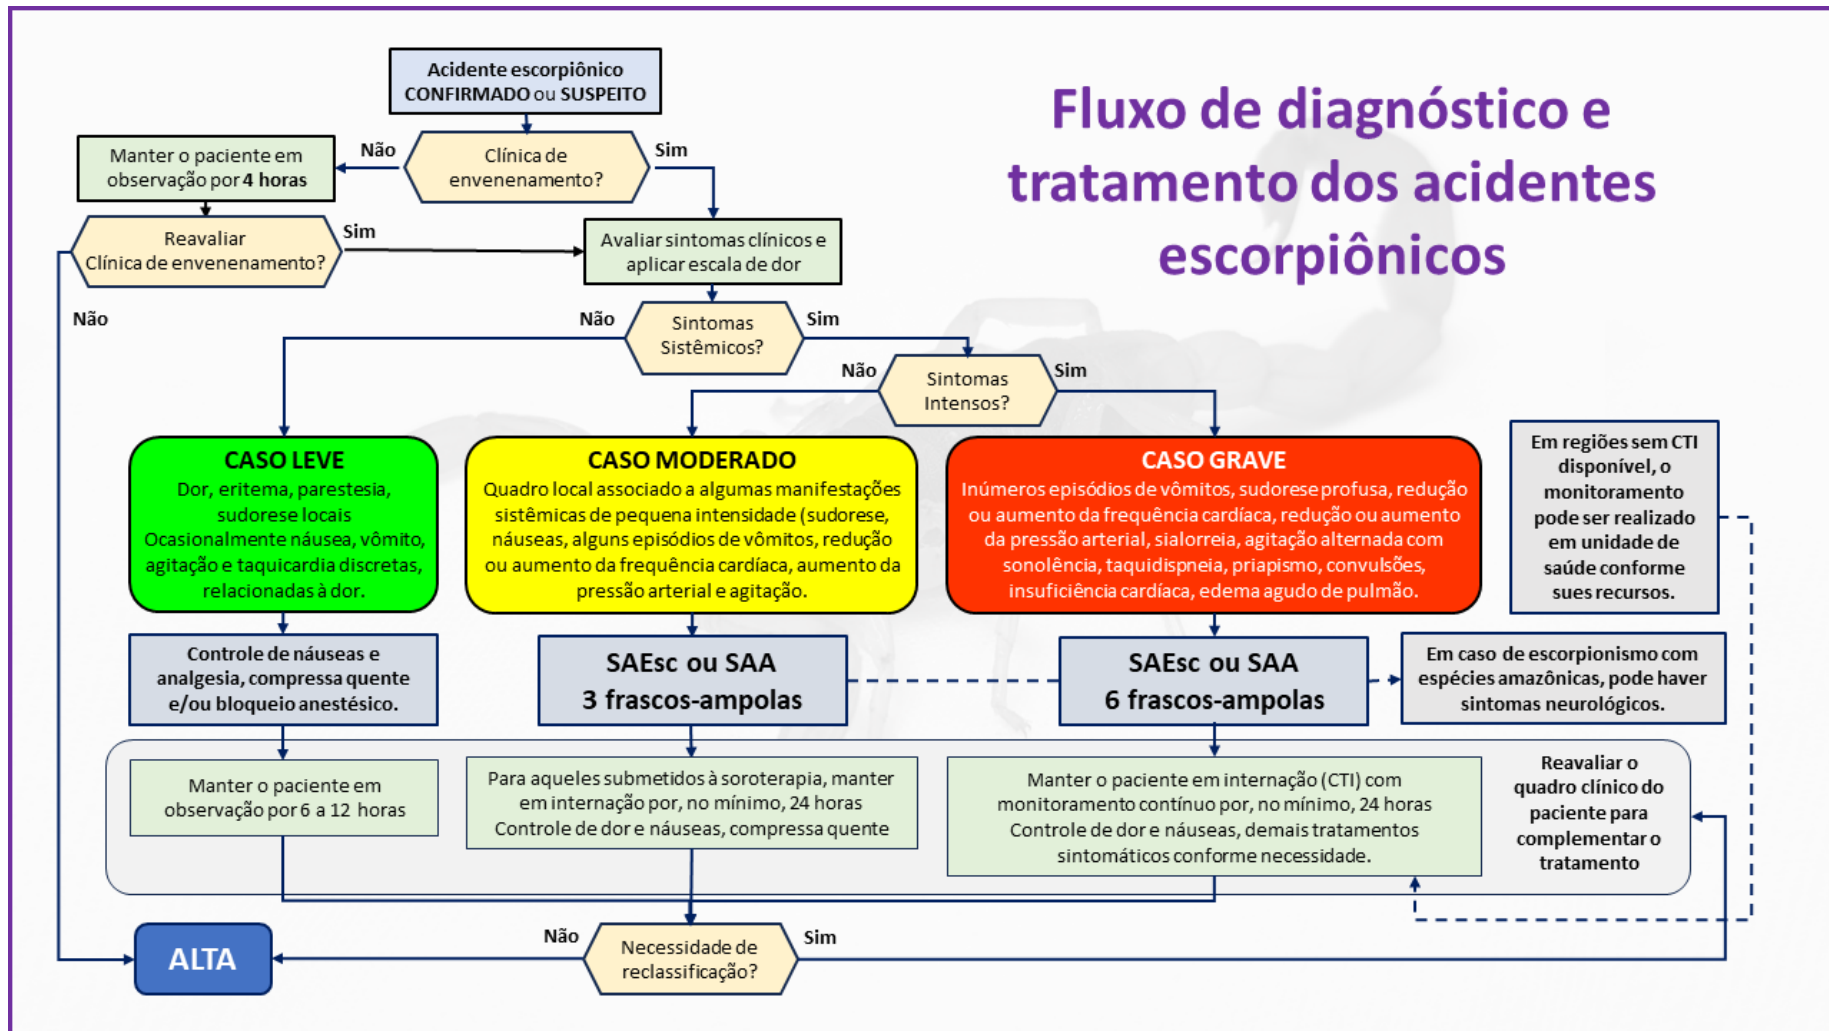 Fluxo de diagnóstico e
tratamento dos acidentes
escorpiônicos
Acidente escorpiônico
CONFIRMADO ou SUSPEITO
Clínica de
envenenamento?
Não
Sim
Manter o paciente em
observação por 4 horas
Reavaliar
Clínica de envenenamento?
Sim
Não
Avaliar sintomas clínicos e
aplicar escala de dor
Sintomas
Sistêmicos?
Não
Sim
Sintomas
Intensos?
Não
Sim
CASO LEVE
Dor, eritema, parestesia,
sudorese locais
Ocasionalmente náusea, vômito,
agitação e taquicardia discretas,
relacionadas à dor.
CASO MODERADO
Quadro local associado a algumas manifestações
sistêmicas de pequena intensidade (sudorese,
náuseas, alguns episódios de vômitos, redução
ou aumento da frequência cardíaca, aumento da
pressão arterial e agitação.
CASO GRAVE
Inúmeros episódios de vômitos, sudorese profusa, redução
ou aumento da frequência cardíaca, redução ou aumento
da pressão arterial, sialorreia, agitação alternada com
sonolência, taquidispneia, priapismo, convulsões,
insuficiência cardíaca, edema agudo de pulmão.
Em regiões sem CTI
disponível, o
monitoramento
pode ser realizado
em unidade de
saúde conforme
sues recursos.
Controle de náuseas e
analgesia, compressa quente
e/ou bloqueio anestésico.
SAEsc ou SAA
3 frascos-ampolas
SAEsc ou SAA
6 frascos-ampolas
Em caso de escorpionismo com
espécies amazônicas, pode haver
sintomas neurológicos.
Manter o paciente em
observação por 6 a 12 horas
Para aqueles submetidos à soroterapia, manter
em internação por, no mínimo, 24 horas
Controle de dor e náuseas, compressa quente
Manter o paciente em internação (CTI) com
monitoramento contínuo por, no mínimo, 24 horas
Controle de dor e náuseas, demais tratamentos
sintomáticos conforme necessidade.
Reavaliar o
quadro clínico do
paciente para
complementar o
tratamento
Necessidade de
reclassificação?
Não
Sim
ALTA